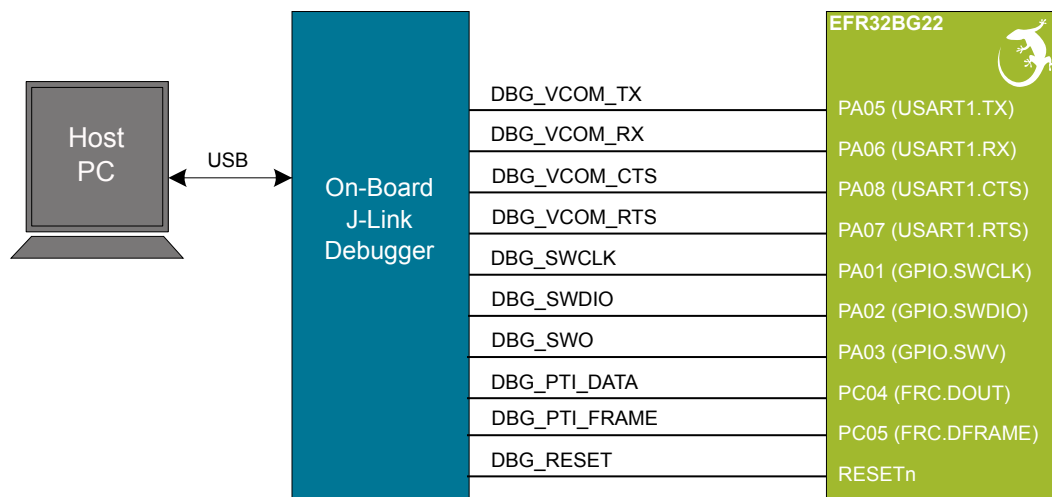 Host
PC
USB
On-Board
J-Link
Debugger
DBG_VCOM_TX
DBG_VCOM_RX
DBG_VCOM_CTS
DBG_VCOM_RTS
DBG_SWCLK
DBG_SWDIO
DBG_SWO
DBG_PTI_DATA
DBG_PTI_FRAME
DBG_RESET
EFR32BG22
PA05 (USART1.TX)
PA06 (USART1.RX)
PA08 (USART1.CTS)
PA07 (USART1.RTS)
PA01 (GPIO.SWCLK)
PA02 (GPIO.SWDIO)
PA03 (GPIO.SWV)
PC04 (FRC.DOUT)
PC05 (FRC.DFRAME)
RESETn